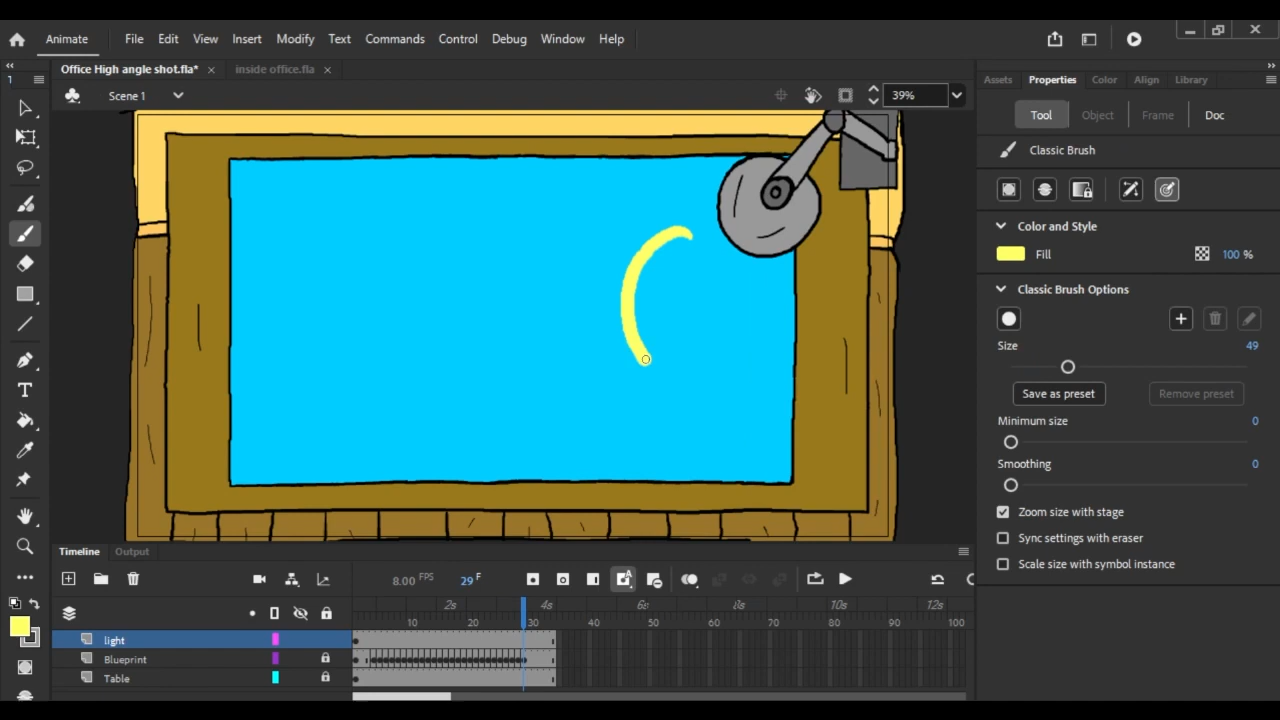 Animate File Edit View Insert Modify Text Commands Control Debug Window Help
1
Office High angle shot.fla* inside office.fla
Scene 1 39%
Assets Properties Color Align Library
Tool Object Frame Doc
Classic Brush
Color and Style
Fill 100 %
Classic Brush Options
Size 49
Save as preset Remove preset
Minimum size 0
Smoothing 0
Zoom size with stage
Sync settings with eraser
Scale size with symbol instance
Timeline Output
8.00 FPS 29 F
2s 4s 6s 8s 10s 12s
10 20 30 40 50 60 70 80 90 100
light
Blueprint
Table